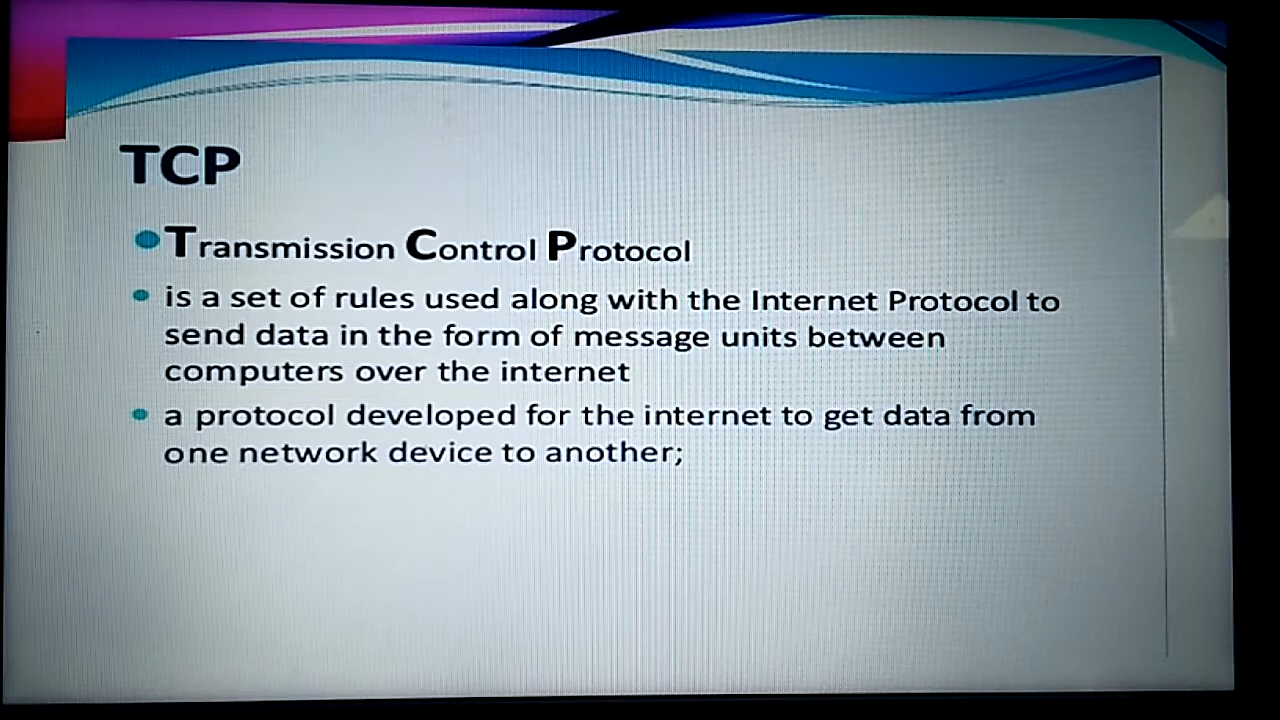 TCP
Transmission Control Protocol
is a set of rules used along with the Internet Protocol to
send data in the form of message units between
computers over the internet
a protocol developed for the internet to get data from
one network device to another;